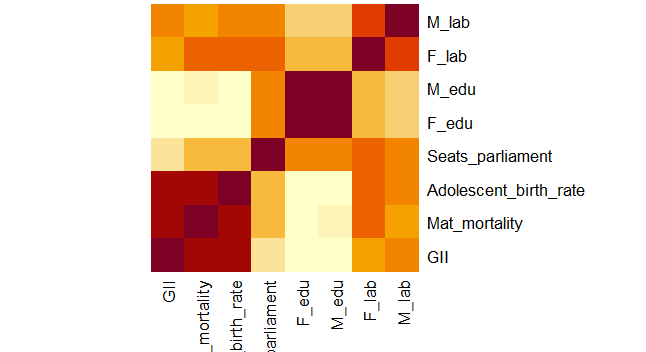 M_lab
F_lab
M_edu
F_edu
Seats_parliament
Adolescent_birth_rate
Mat_mortality
GII
GII
_mortality
birth_rate
parliament
F_edu
M_edu
F_lab
M_lab